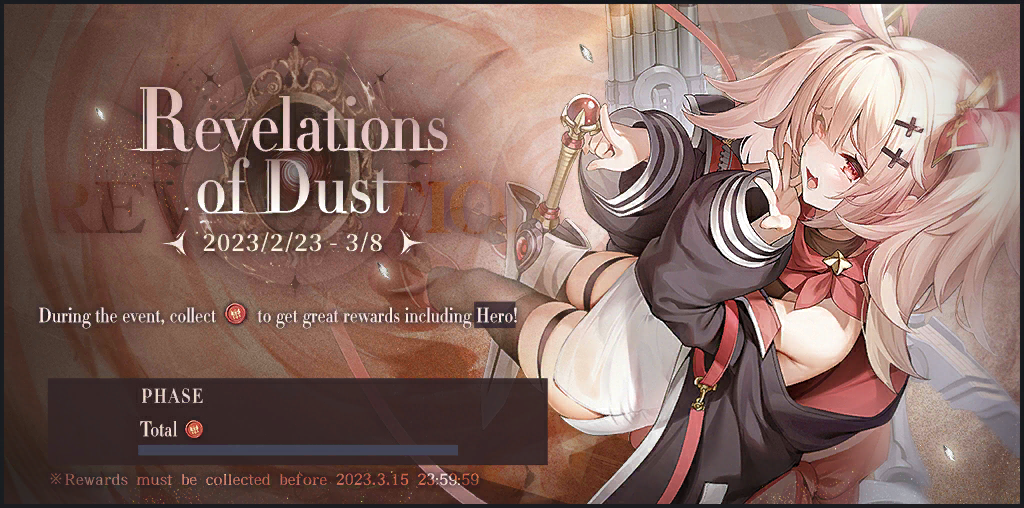 Revelations
of Dust
2023/2/23 - 3/8
During the event, collect to get great rewards including Hero!
PHASE
Total
※Rewards must be collected before 2023.3.15 23:59:59